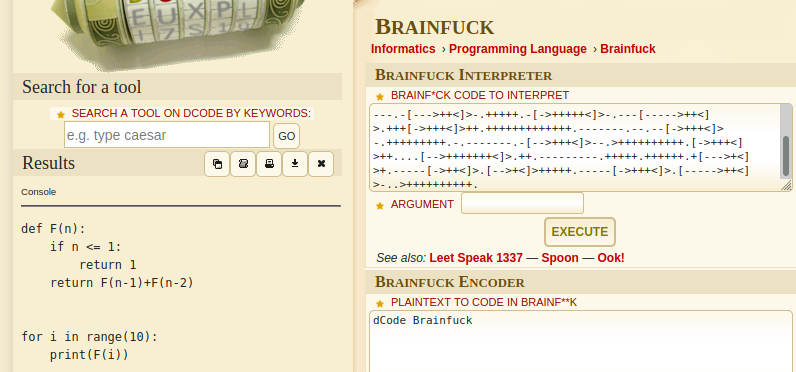 EUXPL
Search for a tool
SEARCH A TOOL ON DCODE BY KEYWORDS:
e.g. type caesar
GO
Results
Console
def F(n):
    if n <= 1:
        return 1
    return F(n-1)+F(n-2)
for i in range(10):
    print(F(i))
BRAINFUCK
Informatics › Programming Language › Brainfuck
BRAINFUCK INTERPRETER
BRAINF*CK CODE TO INTERPRET
---.-[--->++<]>-.+++++.-[->+++++<]>-.---[----->++<]
>.+++[->+++<]>++.+++++++++++++.-------.--.--[->+++<]>
-.+++++++++.-.-------.-[-->+++<]>--.>++++++++++.[->+++<]
>++....[-->+++++++<]>.++.---------.+++++.++++++.+[--->+<]
>+.-----[->++<]>.[-->+<]>+++++.-----[->++<]>.[----->++<]
>-..>++++++++++.
ARGUMENT
EXECUTE
See also: Leet Speak 1337 — Spoon — Ook!
BRAINFUCK ENCODER
PLAINTEXT TO CODE IN BRAINF**K
dCode Brainfuck